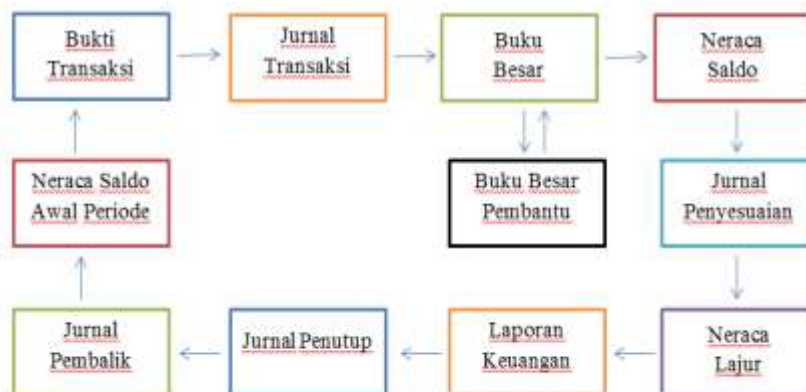 Bukti
Transaksi
Jurnal
Transaksi
Buku
Besar
Neraca
Saldo
Neraca Saldo
Awal Periode
Buku Besar
Pembantu
Jurnal
Penyesuaian
Jurnal
Pembalik
Jurnal Penutup
Laporan
Keuangan
Neraca
Lajur